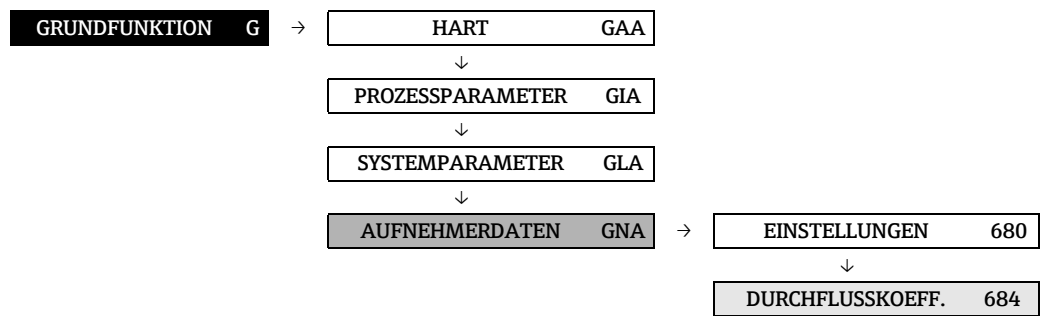 GRUNDFUNKTION G → HART GAA
↓
PROZESSPARAMETER GIA
↓
SYSTEMPARAMETER GLA
↓
AUFNEHMERDATEN GNA → EINSTELLUNGEN 680
↓
DURCHFLUSSKOEFF. 684